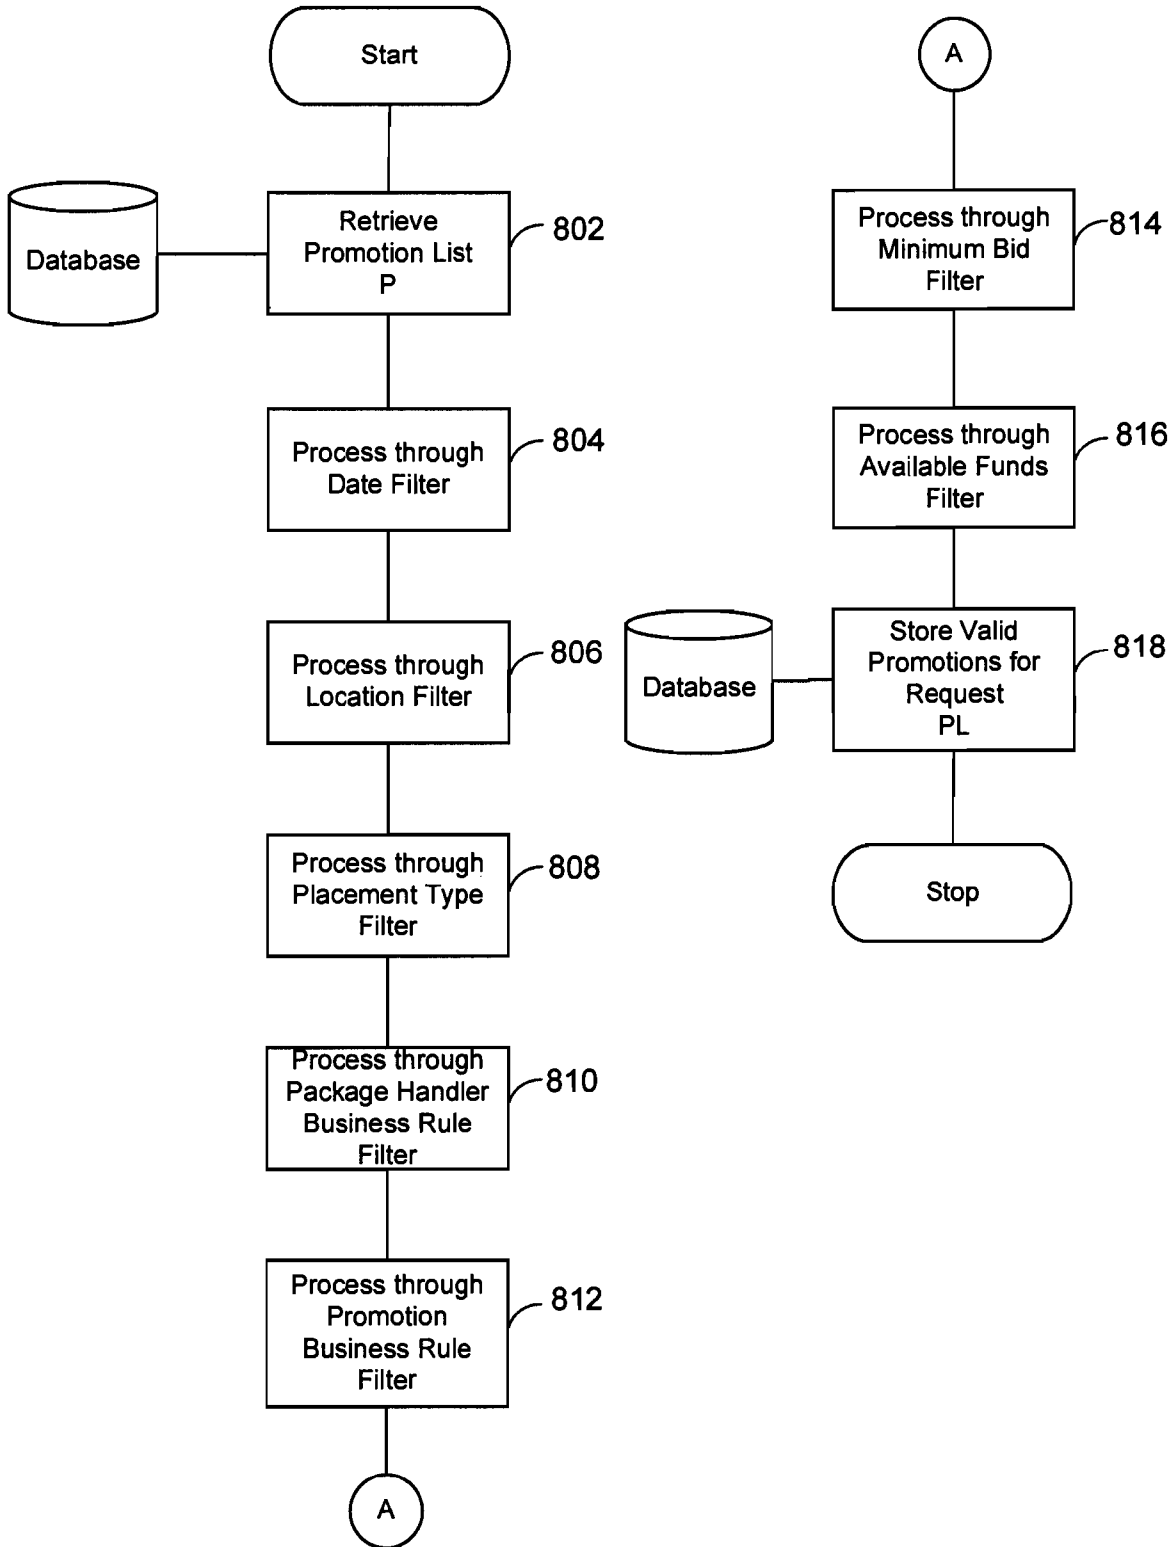 Start
Database
Retrieve
Promotion List
P
802
Process through
Date Filter
804
Process through
Location Filter
806
Process through
Placement Type
Filter
808
Process through
Package Handler
Business Rule
Filter
810
Process through
Promotion
Business Rule
Filter
812
A
A
Process through
Minimum Bid
Filter
814
Process through
Available Funds
Filter
816
Database
Store Valid
Promotions for
Request
PL
818
Stop